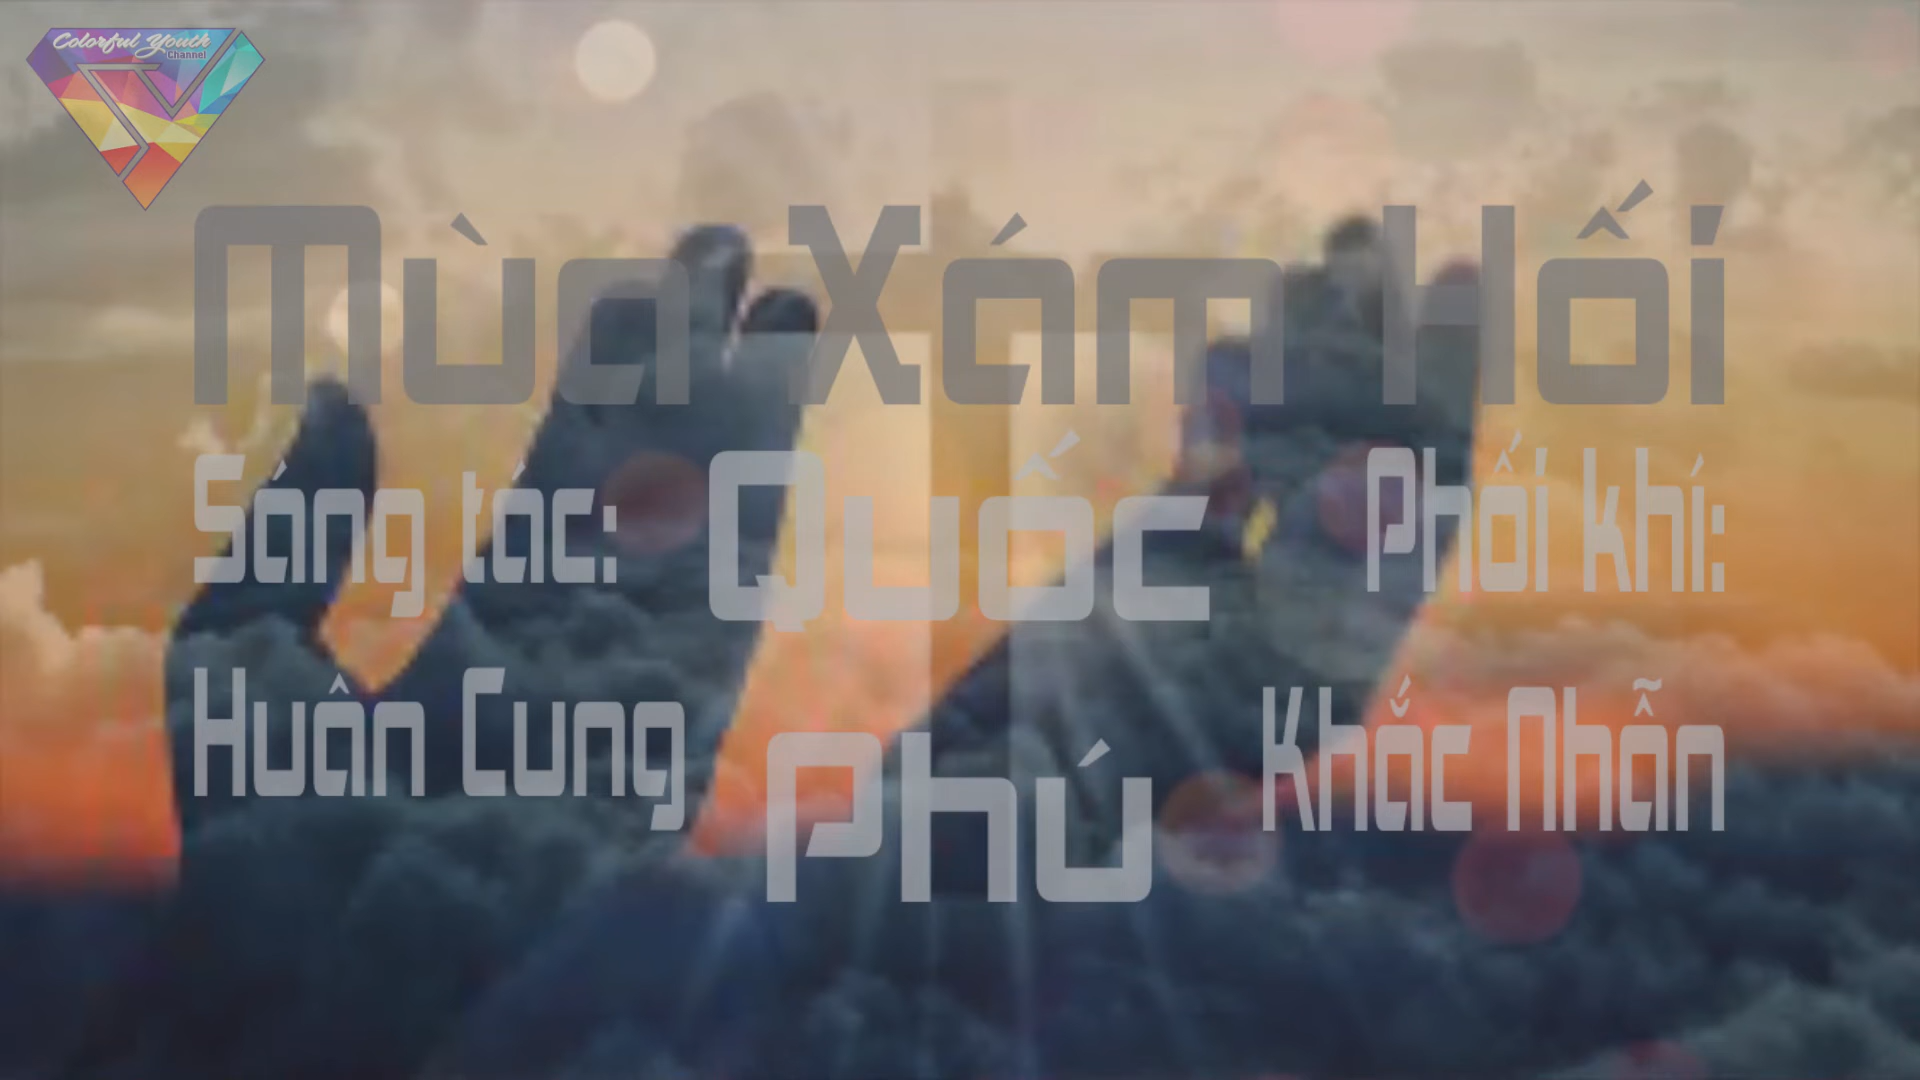 Colorful Youth
Channel
Mùa Xám Hối
Sáng tác:
Huân Cung
Quốc
Phú
Phối khí:
Khắc Nhẫn